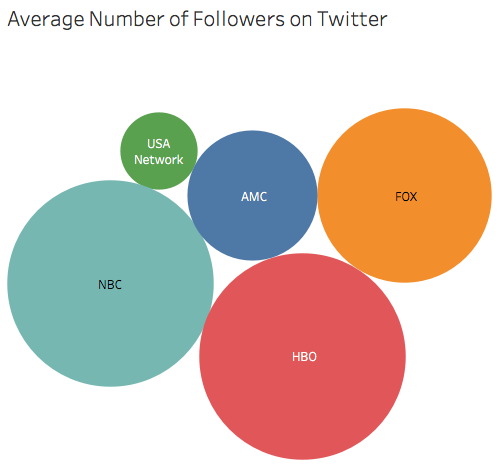 Average Number of Followers on Twitter
USA
Network
AMC
FOX
NBC
HBO